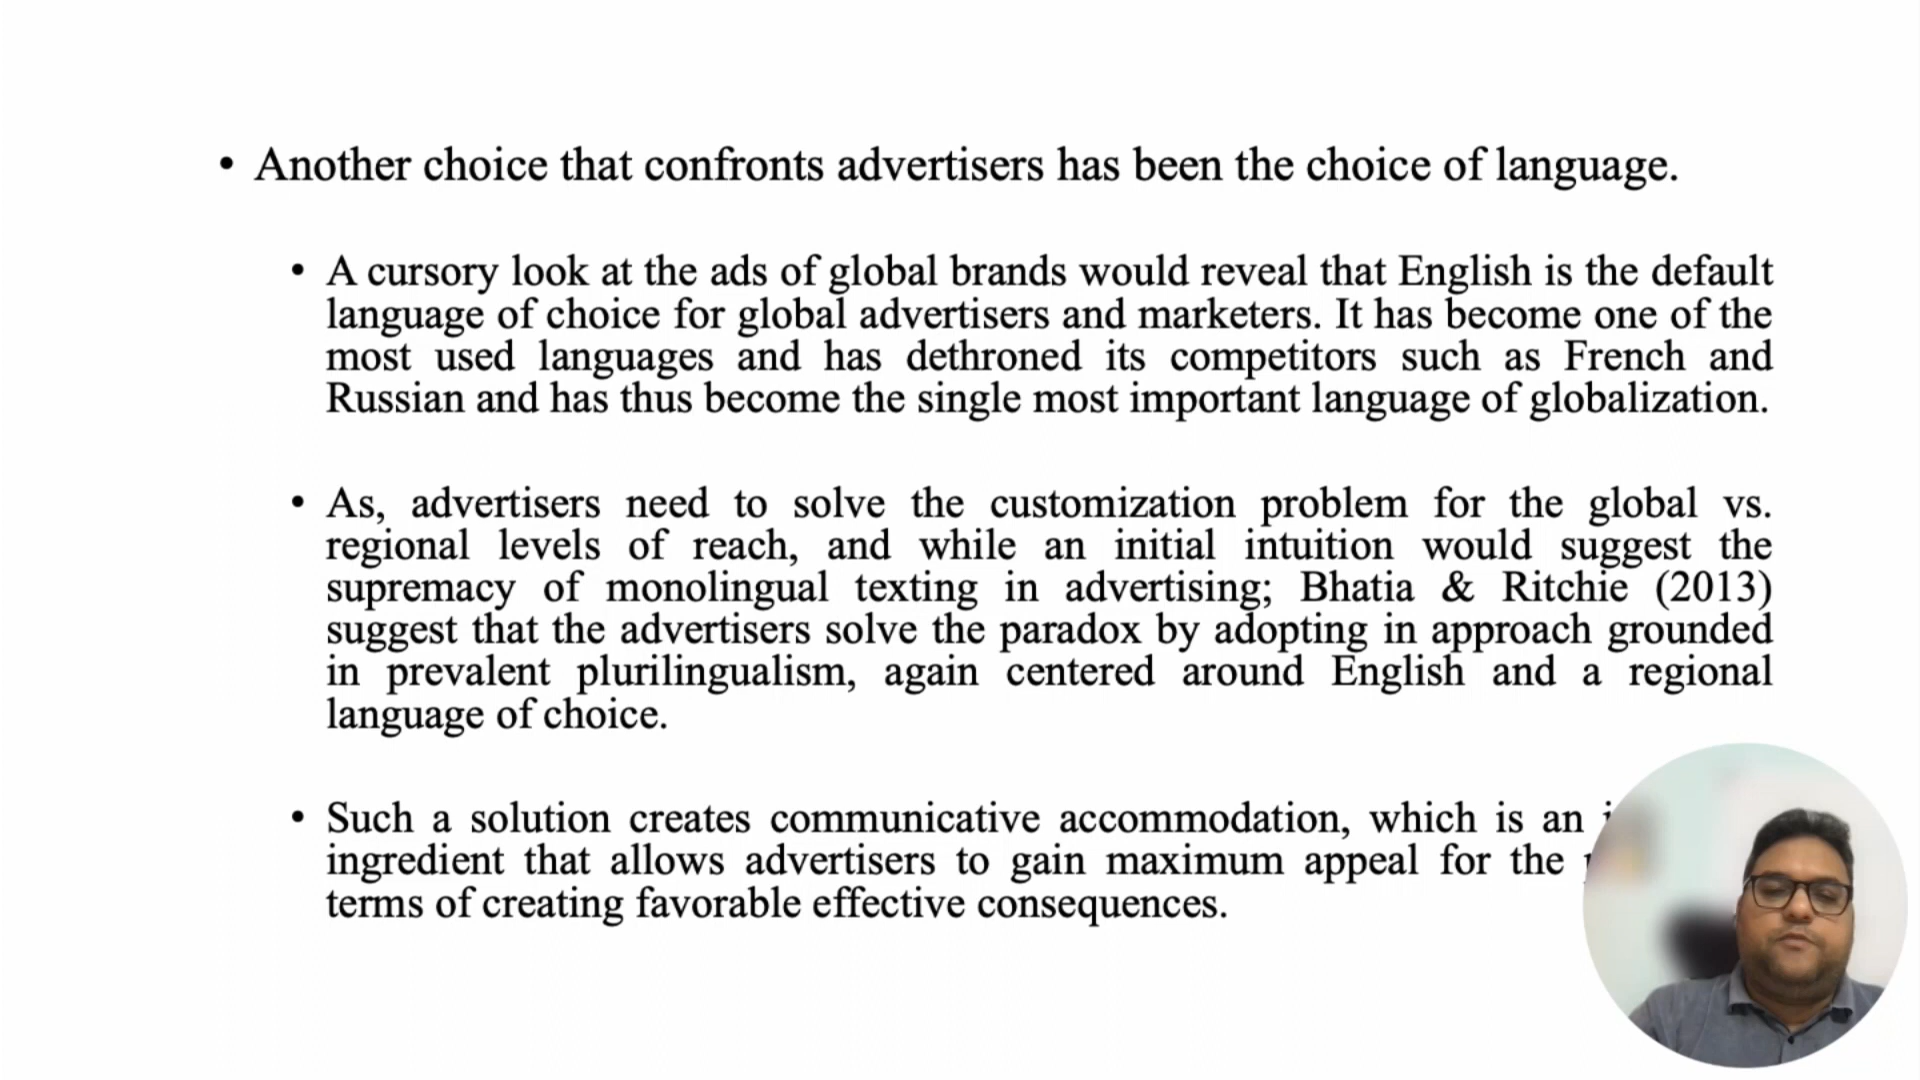 • Another choice that confronts advertisers has been the choice of language.
• A cursory look at the ads of global brands would reveal that English is the default
language of choice for global advertisers and marketers. It has become one of the
most used languages and has dethroned its competitors such as French and
Russian and has thus become the single most important language of globalization.
• As, advertisers need to solve the customization problem for the global vs.
regional levels of reach, and while an initial intuition would suggest the
supremacy of monolingual texting in advertising; Bhatia & Ritchie (2013)
suggest that the advertisers solve the paradox by adopting in approach grounded
in prevalent plurilingualism, again centered around English and a regional
language of choice.
• Such a solution creates communicative accommodation, which is an
ingredient that allows advertisers to gain maximum appeal for the
terms of creating favorable effective consequences.